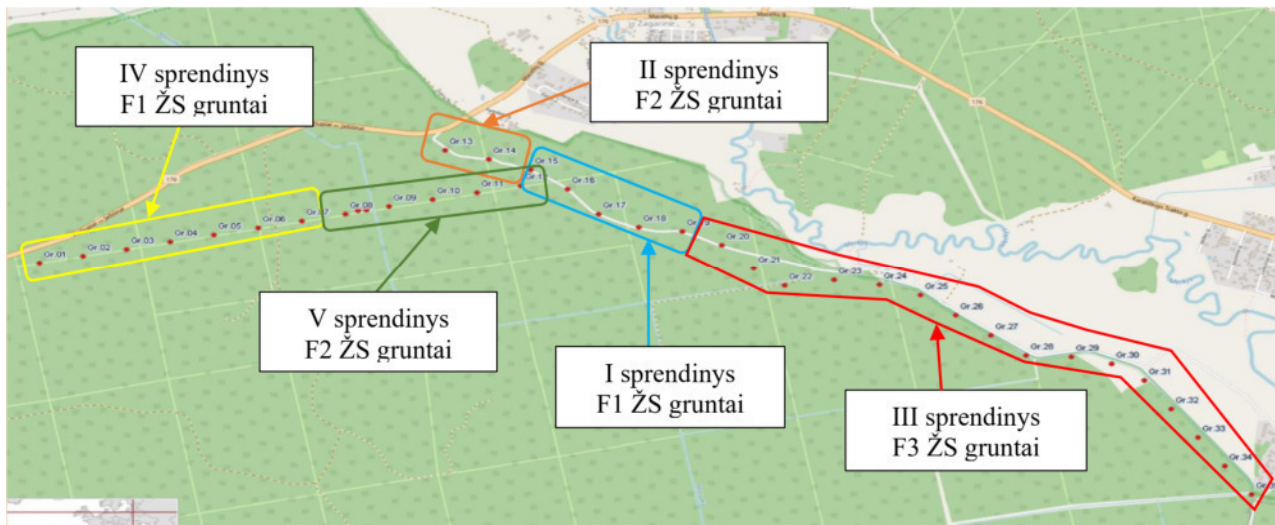 IV sprendinys
F1 ŽS gruntai
II sprendinys
F2 ŽS gruntai
V sprendinys
F2 ŽS gruntai
I sprendinys
F1 ŽS gruntai
III sprendinys
F3 ŽS gruntai
176
176
176
Gr.01
Gr.02
Gr.03
Gr.04
Gr.05
Gr.06
Gr.07
Gr.08
Gr.09
Gr.10
Gr.11
Gr.13
Gr.14
Gr.15
Gr.16
Gr.17
Gr.18
Gr.20
Gr.21
Gr.22
Gr.23
Gr.24
Gr.25
Gr.26
Gr.27
Gr.28
Gr.29
Gr.30
Gr.31
Gr.32
Gr.33
Gr.34